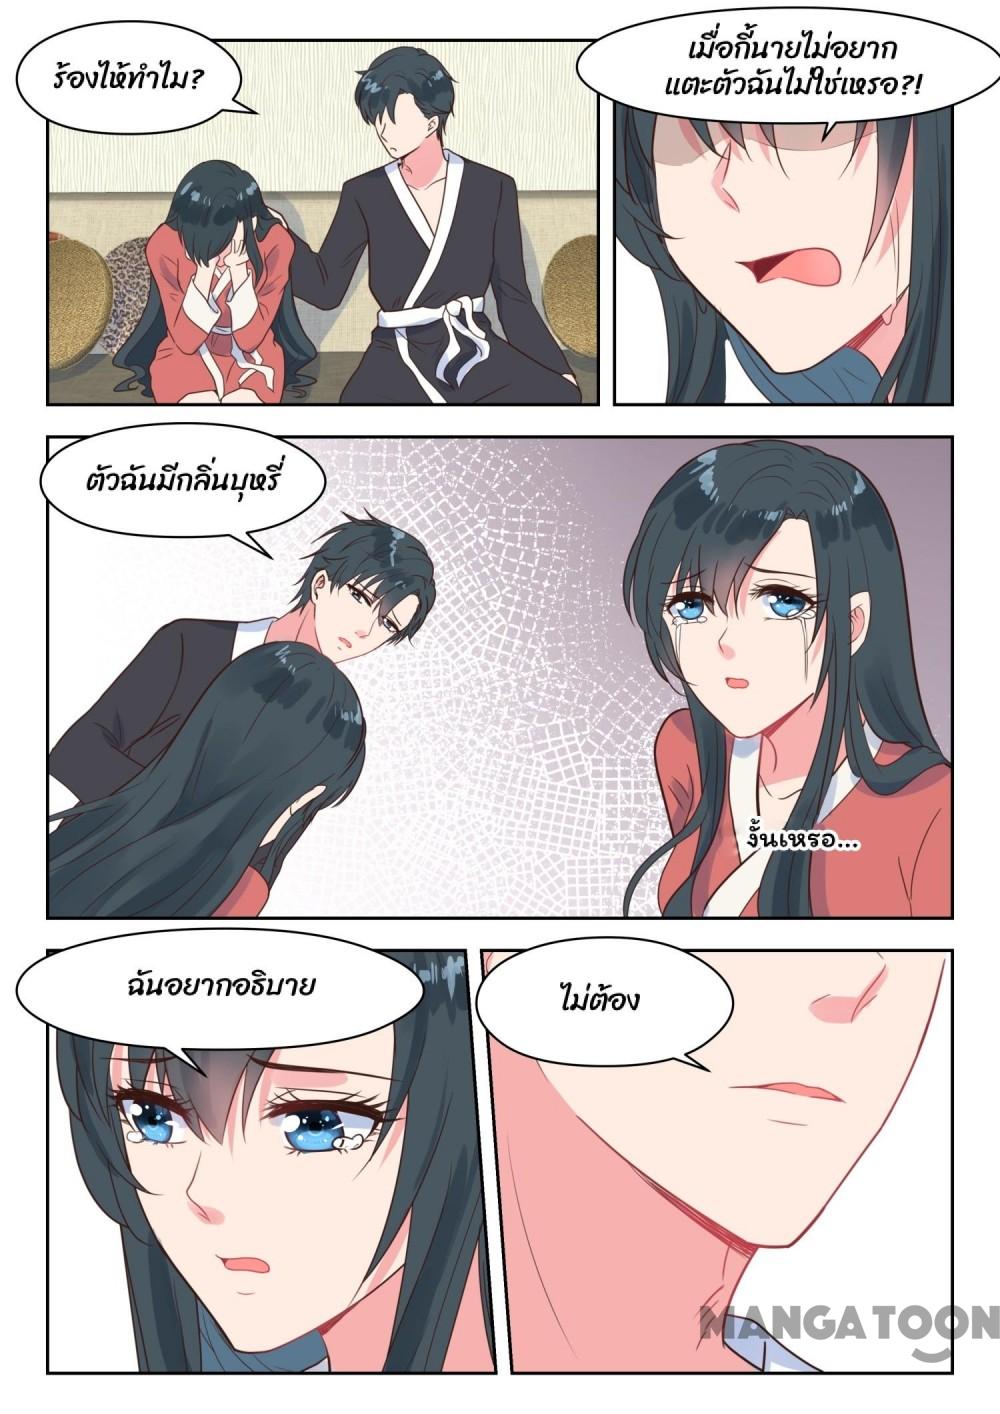 ร้องไห้ทำไม?
เมื่อกี้นายไม่อยาก
แตะตัวฉันไม่ใช่เหรอ?!
ตัวฉันมีกลิ่นบุหรี่
งั้นเหรอ...
ฉันอยากอธิบาย
ไม่ต้อง
MANGATOON